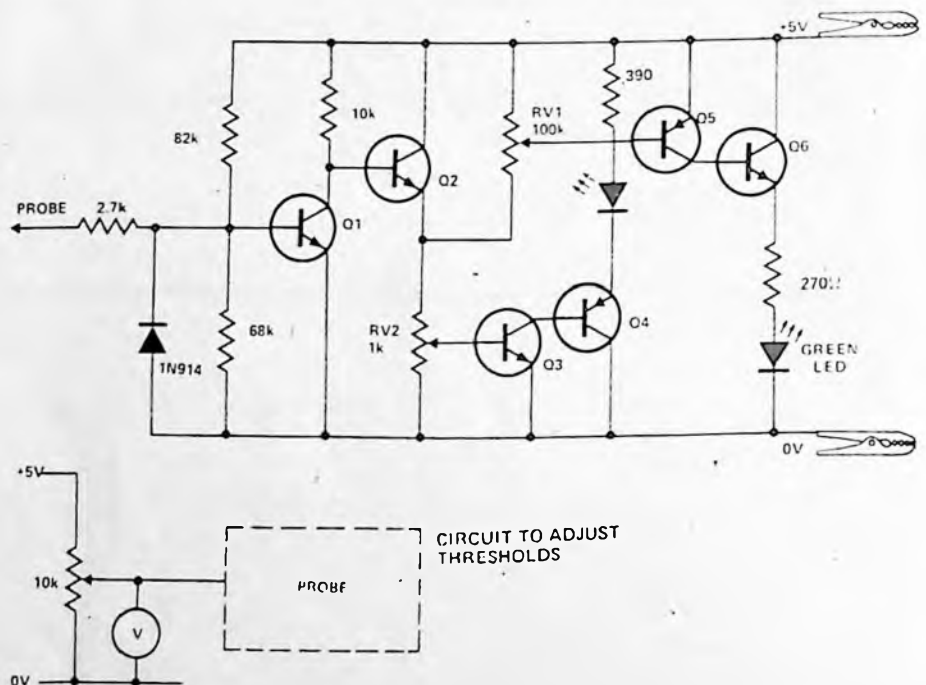 +5V
390
10k
RV1
100k
Q5
82k
Q6
Q2
PROBE
2.7k
Q1
270Ω
RV2
1k
Q4
68k
Q3
1N914
GREEN
LED
0V
+5V
CIRCUIT TO ADJUST
THRESHOLDS
PROBE
10k
V
0V